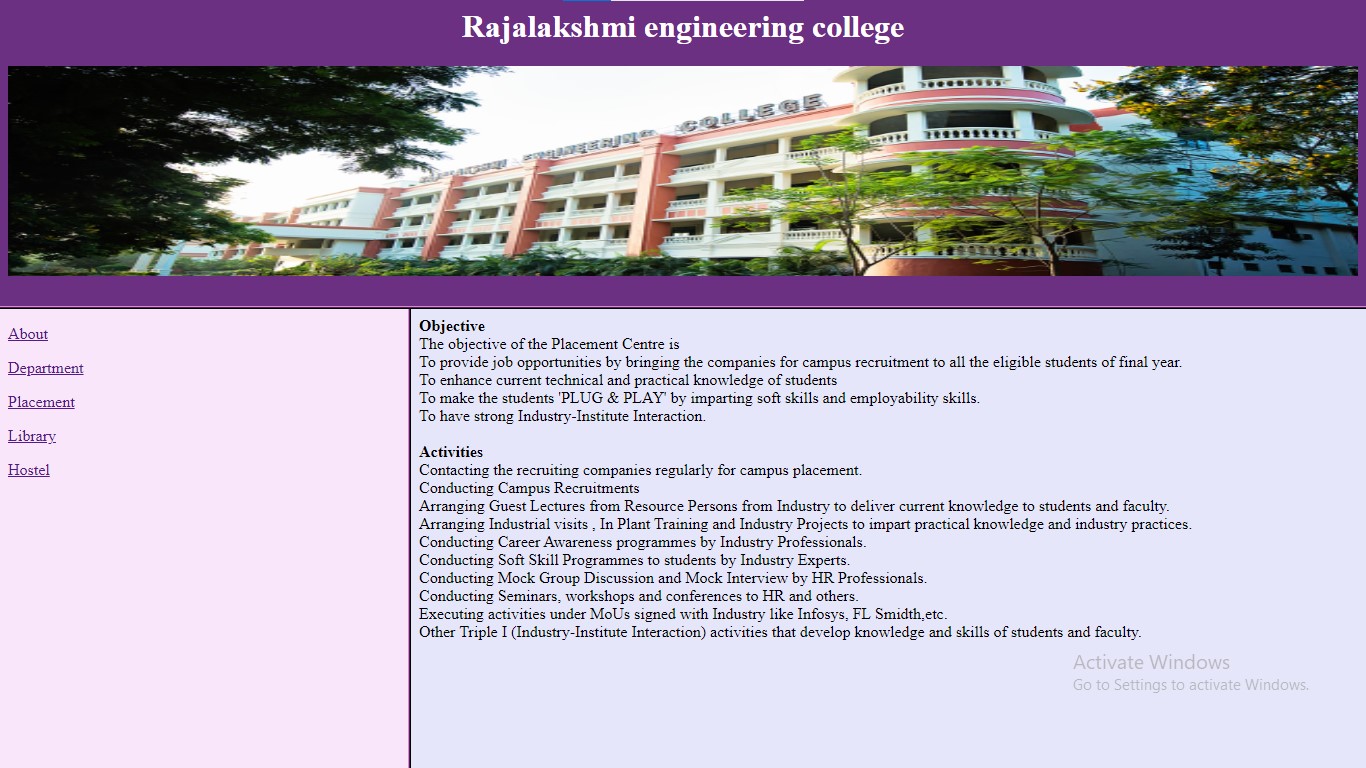 Rajalakshmi engineering college
ENGINEERING COLLEGE
About
Department
Placement
Library
Hostel
Objective
The objective of the Placement Centre is
To provide job opportunities by bringing the companies for campus recruitment to all the eligible students of final year.
To enhance current technical and practical knowledge of students
To make the students 'PLUG & PLAY' by imparting soft skills and employability skills.
To have strong Industry-Institute Interaction.
Activities
Contacting the recruiting companies regularly for campus placement.
Conducting Campus Recruitments
Arranging Guest Lectures from Resource Persons from Industry to deliver current knowledge to students and faculty.
Arranging Industrial visits , In Plant Training and Industry Projects to impart practical knowledge and industry practices.
Conducting Career Awareness programmes by Industry Professionals.
Conducting Soft Skill Programmes to students by Industry Experts.
Conducting Mock Group Discussion and Mock Interview by HR Professionals.
Conducting Seminars, workshops and conferences to HR and others.
Executing activities under MoUs signed with Industry like Infosys, FL Smidth,etc.
Other Triple I (Industry-Institute Interaction) activities that develop knowledge and skills of students and faculty.
Activate Windows
Go to Settings to activate Windows.